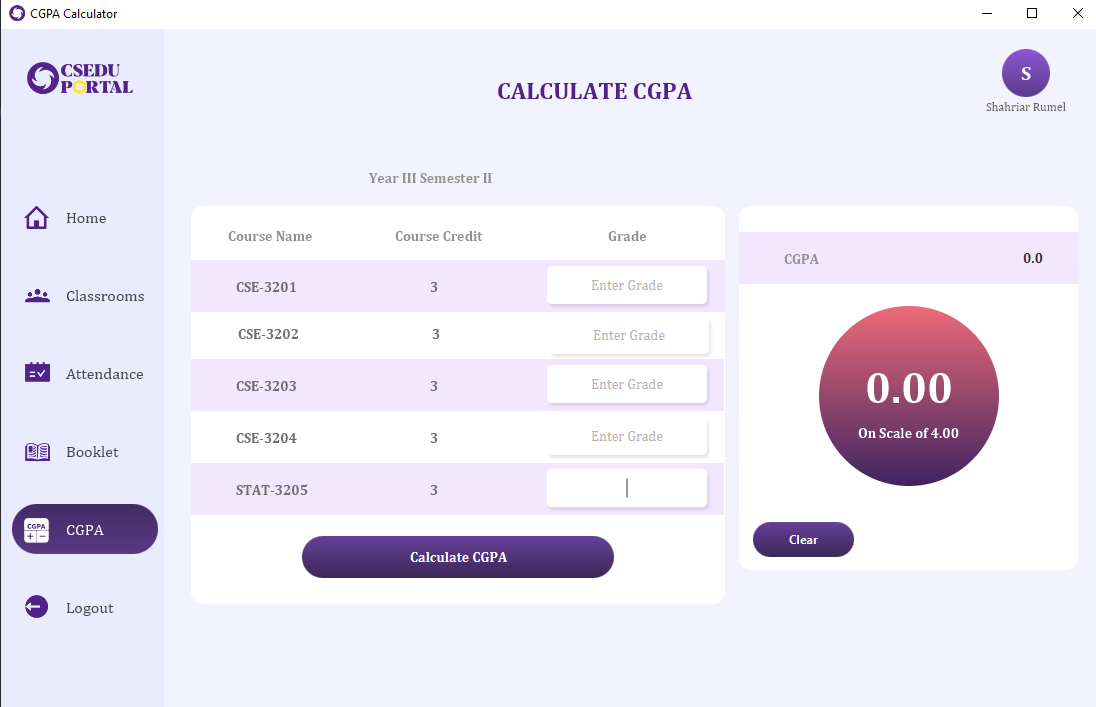 CGPA Calculator
CSEDU
PORTAL
CALCULATE CGPA
S
Shahriar Rumel
Year III Semester II
Home
Classrooms
Attendance
Booklet
CGPA
CGPA
Logout
Course Name Course Credit Grade
CSE-3201 3 Enter Grade
CSE-3202 3 Enter Grade
CSE-3203 3 Enter Grade
CSE-3204 3 Enter Grade
STAT-3205 3
Calculate CGPA
CGPA 0.0
0.00
On Scale of 4.00
Clear